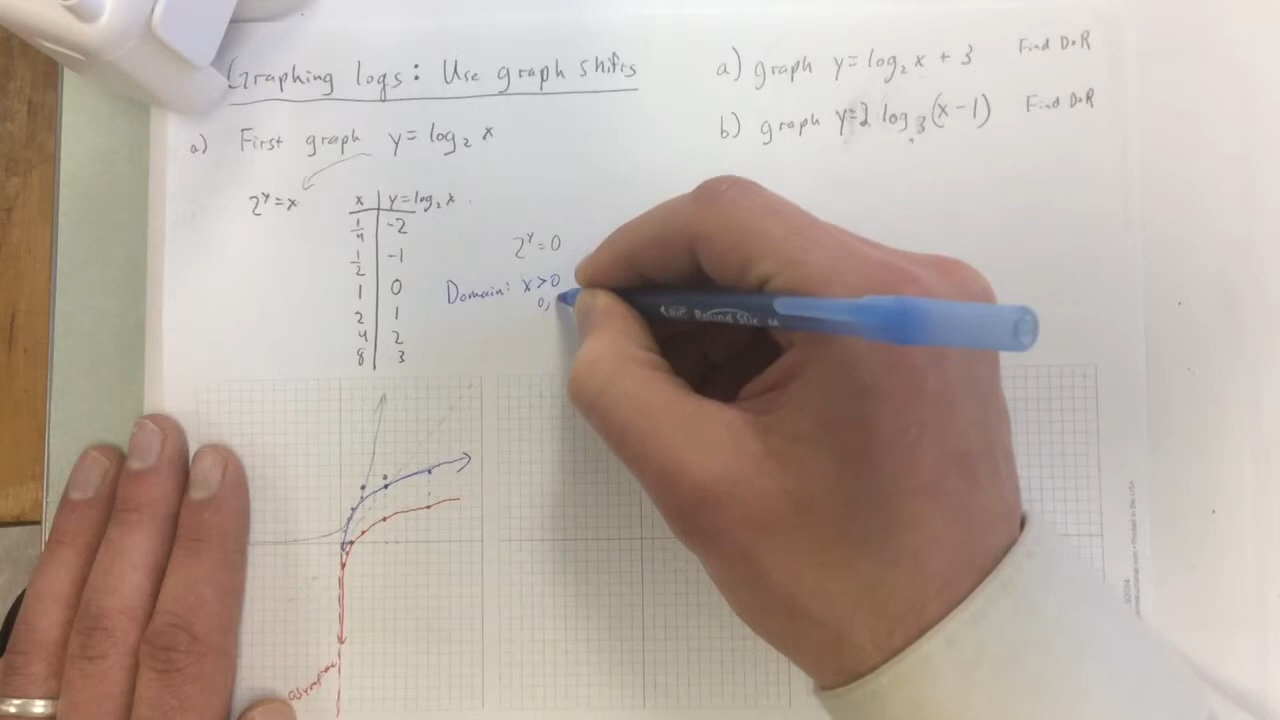 Graphing logs: Use graph shifts
a) graph y=log₂ x + 3 Find D+R
b) graph y=2 log₃(x-1) Find D+R
a) First graph y=log₂ x
2ʸ=x
x y=log₂ x
1/4 -2
1/2 -1
1 0
2 1
4 2
8 3
2ʸ=0
Domain: x>0
0,
Round Stic M